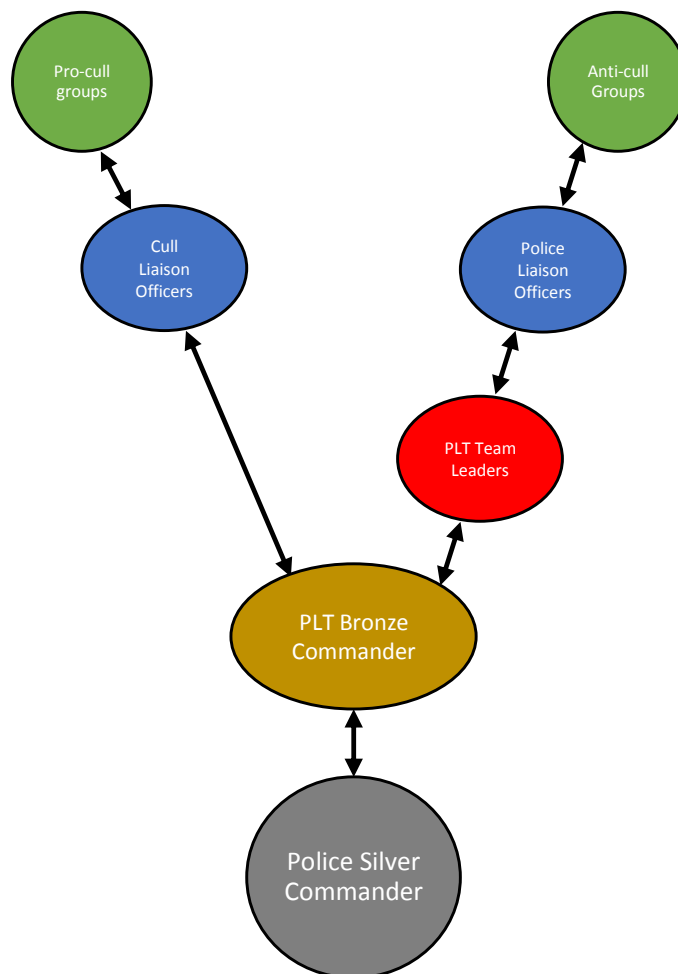 Pro-cull
groups
Anti-cull
Groups
Cull
Liaison
Officers
Police
Liaison
Officers
PLT Team
Leaders
PLT Bronze
Commander
Police Silver
Commander